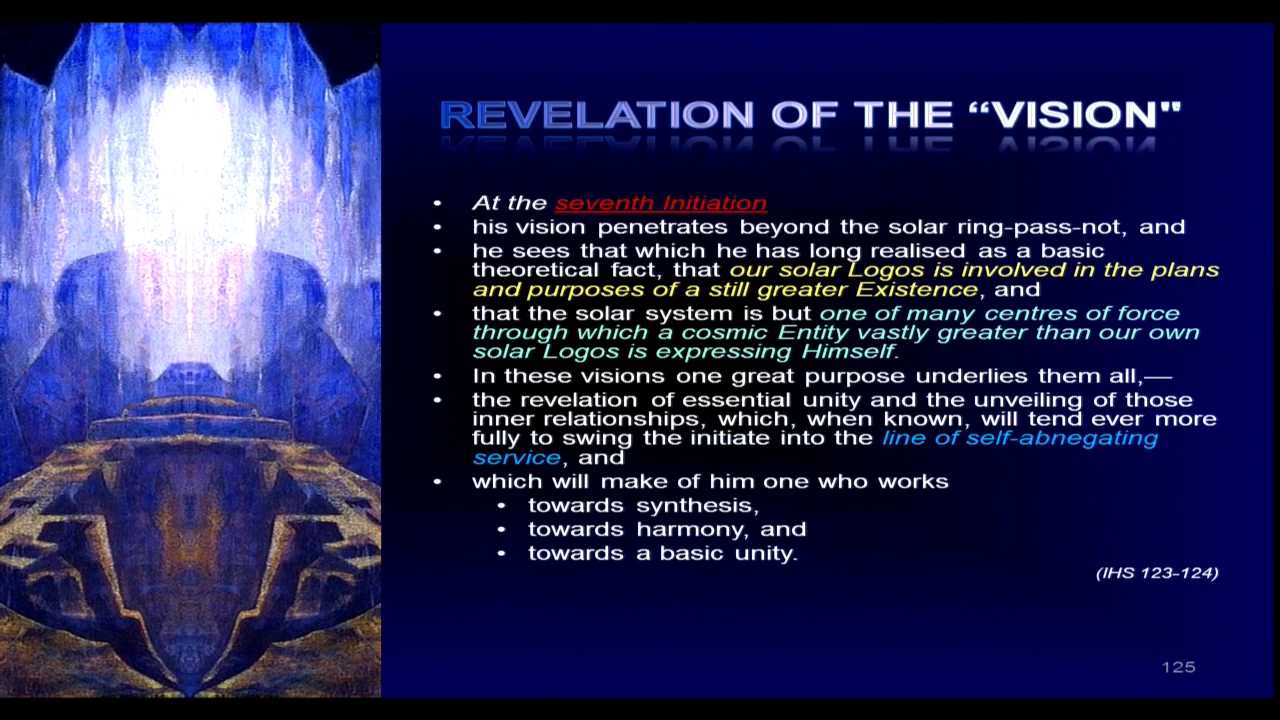 REVELATION OF THE “VISION"
• At the seventh Initiation
• his vision penetrates beyond the solar ring-pass-not, and
• he sees that which he has long realised as a basic
theoretical fact, that our solar Logos is involved in the plans
and purposes of a still greater Existence, and
• that the solar system is but one of many centres of force
through which a cosmic Entity vastly greater than our own
solar Logos is expressing Himself.
• In these visions one great purpose underlies them all,—
• the revelation of essential unity and the unveiling of those
inner relationships, which, when known, will tend ever more
fully to swing the initiate into the line of self-abnegating
service, and
• which will make of him one who works
• towards synthesis,
• towards harmony, and
• towards a basic unity.
(IHS 123-124)
125